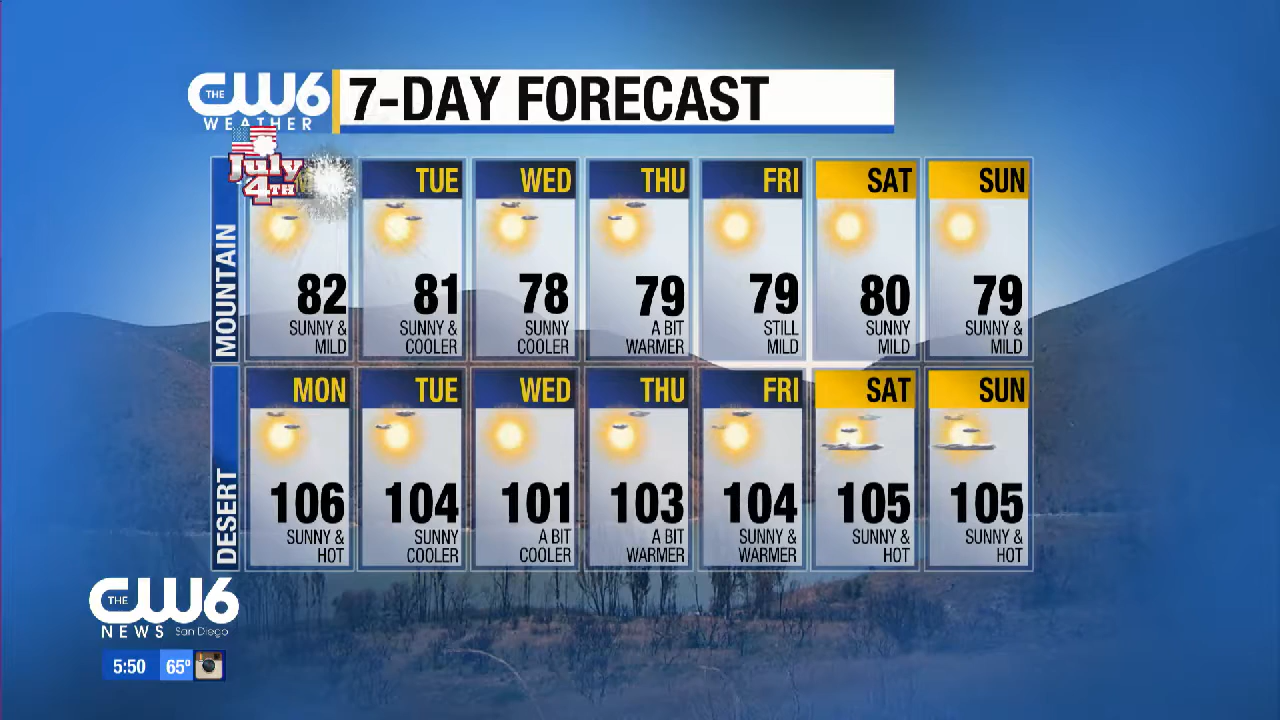 THE CW6
WEATHER
7-DAY FORECAST
July
4TH
TUE
WED
THU
FRI
SAT
SUN
MOUNTAIN
82
SUNNY &
MILD
81
SUNNY &
COOLER
78
SUNNY
COOLER
79
A BIT
WARMER
79
STILL
MILD
80
SUNNY
MILD
79
SUNNY &
MILD
DESERT
MON
TUE
WED
THU
FRI
SAT
SUN
106
SUNNY &
HOT
104
SUNNY
COOLER
101
A BIT
COOLER
103
A BIT
WARMER
104
SUNNY &
WARMER
105
SUNNY &
HOT
105
SUNNY &
HOT
THE CW6
NEWS San Diego
5:50 65°